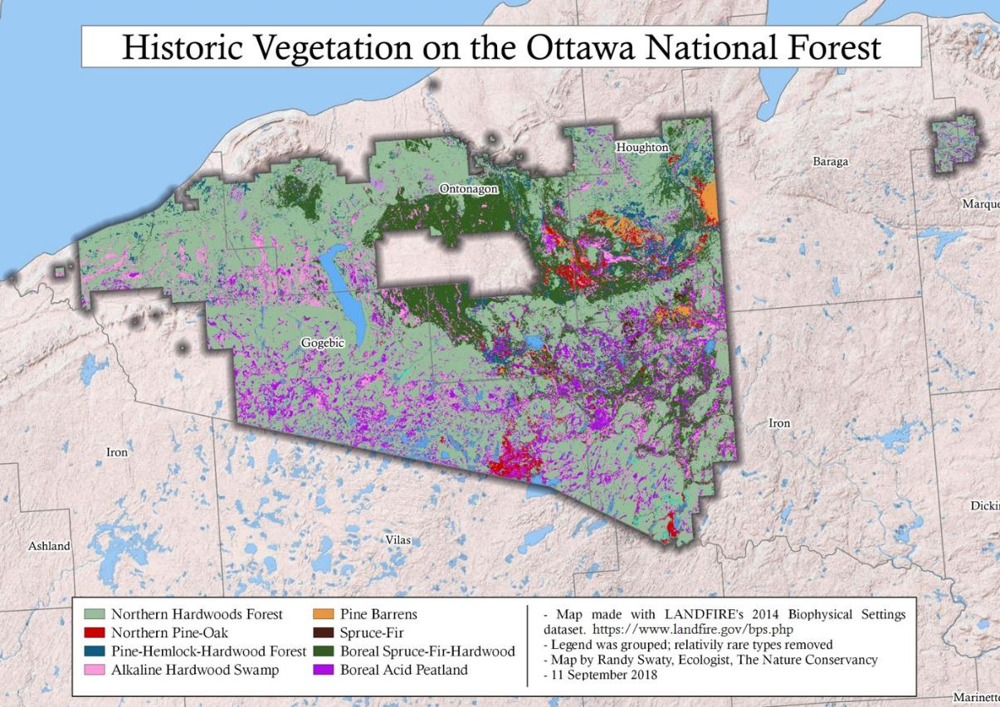 Historic Vegetation on the Ottawa National Forest
Houghton
Baraga
Ontonagon
Marque
Gogebic
Iron
Iron
Dickin
Vilas
Ashland
Northern Hardwoods Forest
Northern Pine-Oak
Pine-Hemlock-Hardwood Forest
Alkaline Hardwood Swamp
Pine Barrens
Spruce-Fir
Boreal Spruce-Fir-Hardwood
Boreal Acid Peatland
- Map made with LANDFIRE's 2014 Biophysical Settings
dataset. https://www.landfire.gov/bps.php
- Legend was grouped; relativily rare types removed
- Map by Randy Swaty, Ecologist, The Nature Conservancy
- 11 September 2018
Marinette